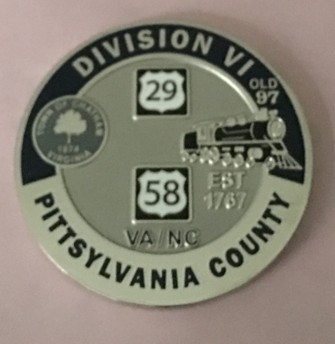 DIVISION VI
29
OLD
97
TOWN OF CHATHAM
1874
VIRGINIA
EST
1767
58
VA/NC
PITTSYLVANIA COUNTY